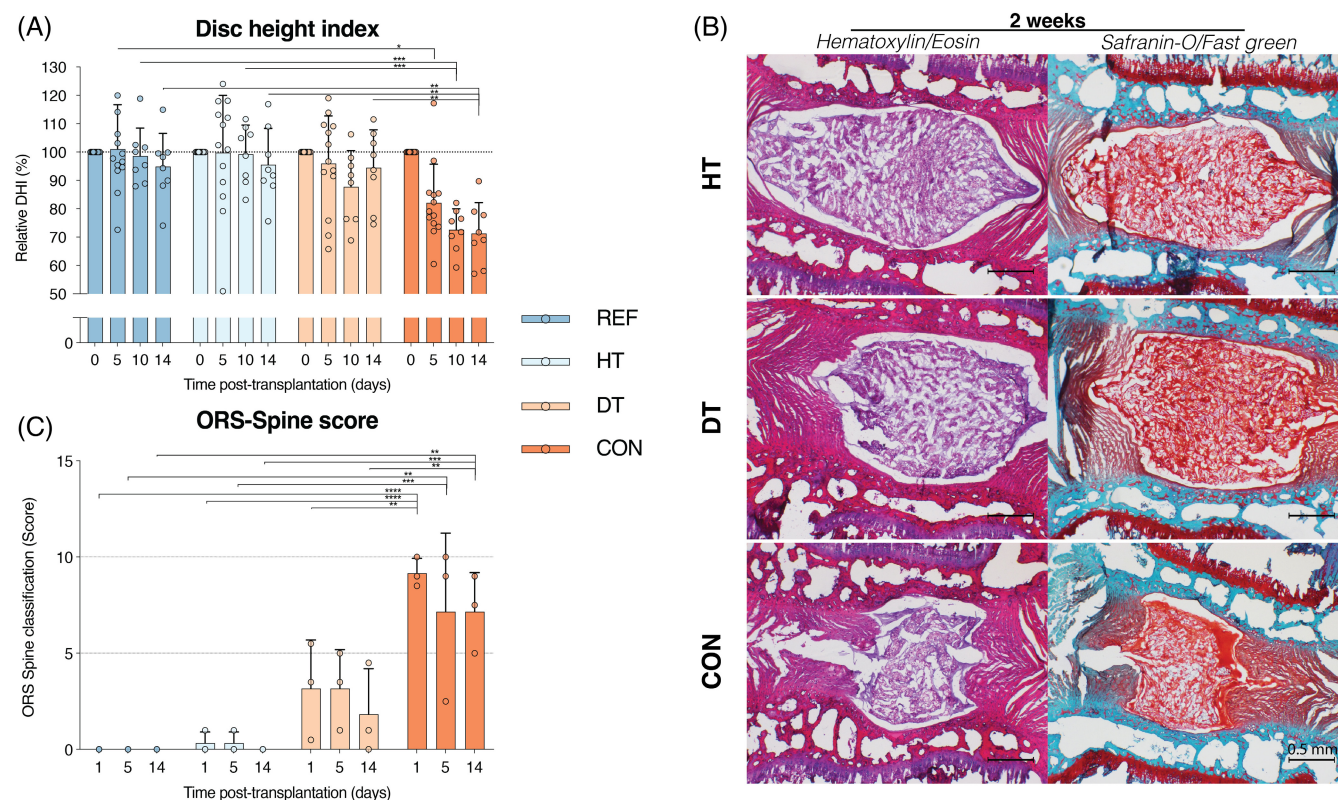 (A)
Disc height index
*
***
***
**
**
**
130
120
110
100
90
80
70
60
50
0
Relative DHI (%)
0 5 10 14 0 5 10 14 0 5 10 14 0 5 10 14
Time post-transplantation (days)
REF
HT
DT
CON
(C)
ORS-Spine score
**
***
**
**
***
****
****
**
15
10
5
0
ORS Spine classification (Score)
1 5 14 1 5 14 1 5 14 1 5 14
Time post-transplantation (days)
(B)
2 weeks
Hematoxylin/Eosin Safranin-O/Fast green
HT
DT
CON
0.5 mm